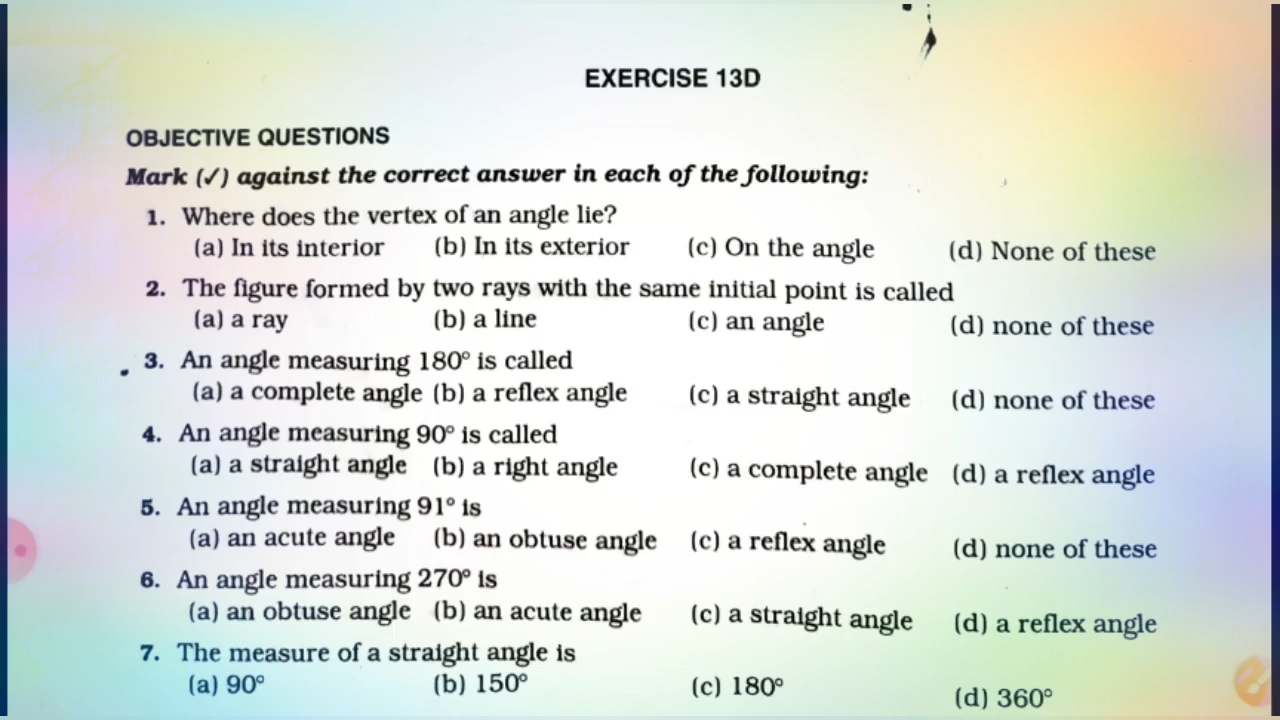 EXERCISE 13D
OBJECTIVE QUESTIONS
Mark (✓) against the correct answer in each of the following:
1. Where does the vertex of an angle lie?
(a) In its interior (b) In its exterior (c) On the angle (d) None of these
2. The figure formed by two rays with the same initial point is called
(a) a ray (b) a line (c) an angle (d) none of these
3. An angle measuring 180° is called
(a) a complete angle (b) a reflex angle (c) a straight angle (d) none of these
4. An angle measuring 90° is called
(a) a straight angle (b) a right angle (c) a complete angle (d) a reflex angle
5. An angle measuring 91° is
(a) an acute angle (b) an obtuse angle (c) a reflex angle (d) none of these
6. An angle measuring 270° is
(a) an obtuse angle (b) an acute angle (c) a straight angle (d) a reflex angle
7. The measure of a straight angle is
(a) 90° (b) 150° (c) 180° (d) 360°